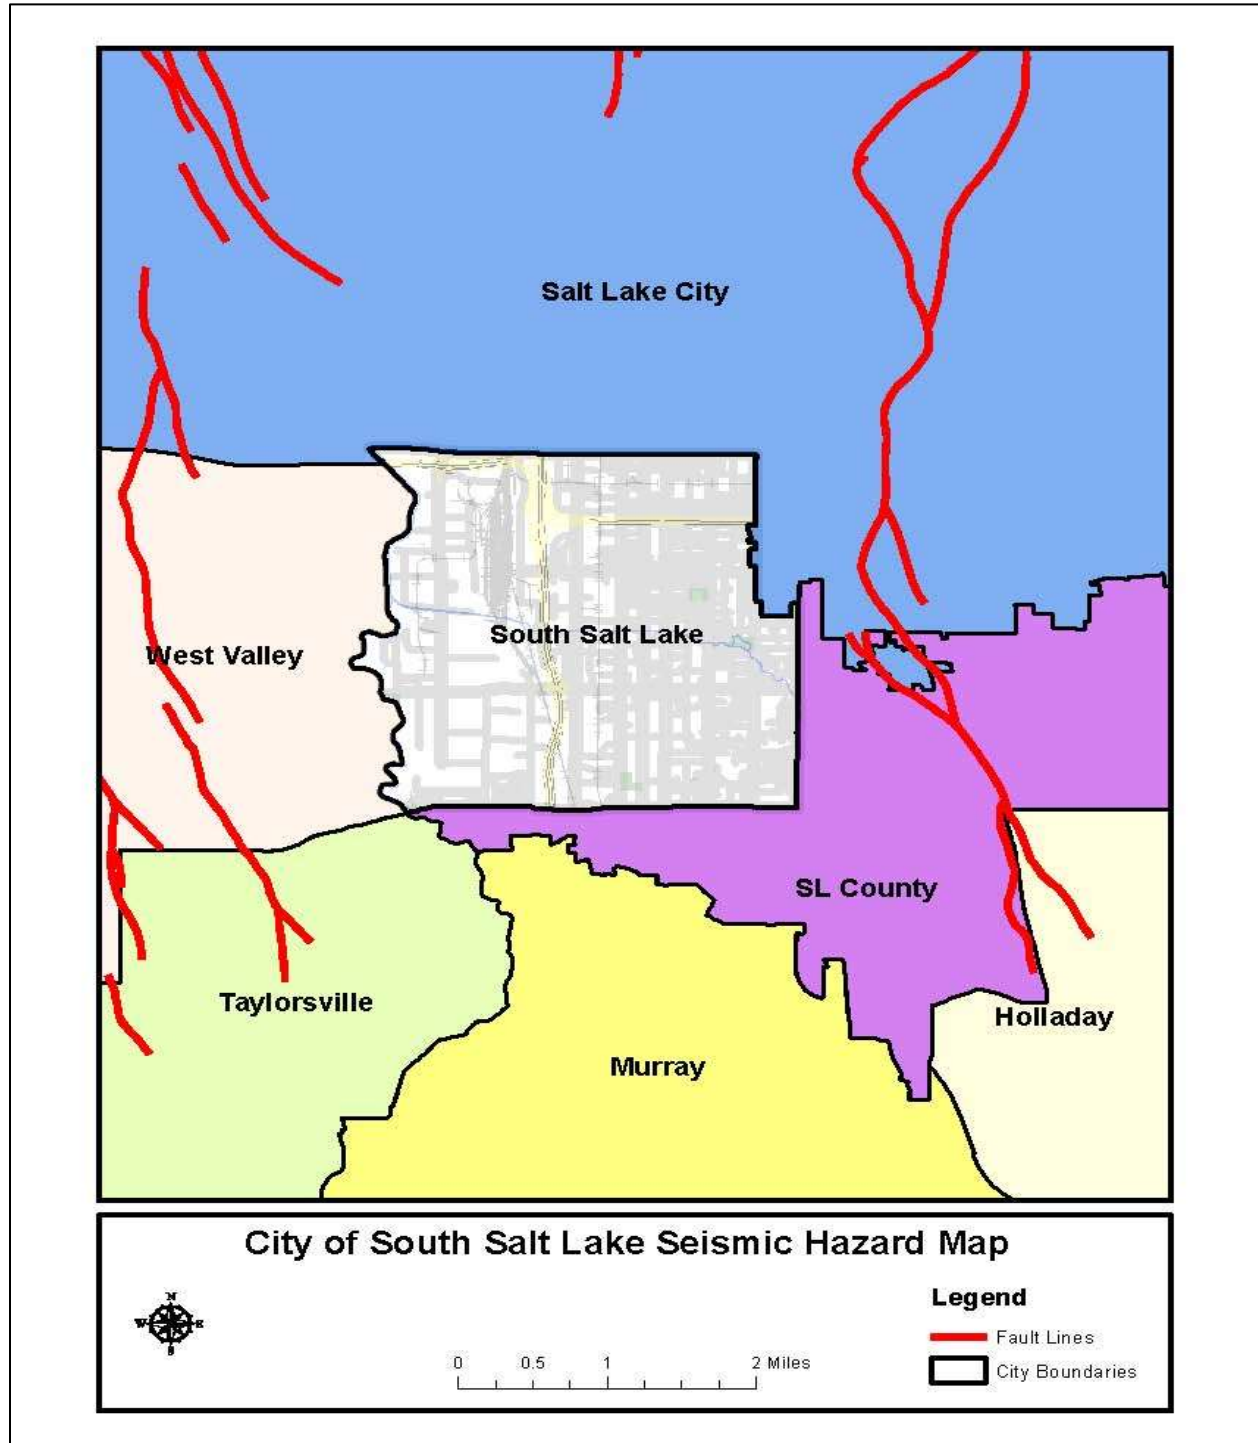 Salt Lake City
South Salt Lake
West Valley
SL County
Taylorsville
Holladay
Murray
City of South Salt Lake Seismic Hazard Map
N
W E
S
Legend
Fault Lines
City Boundaries
0 0.5 1 2 Miles